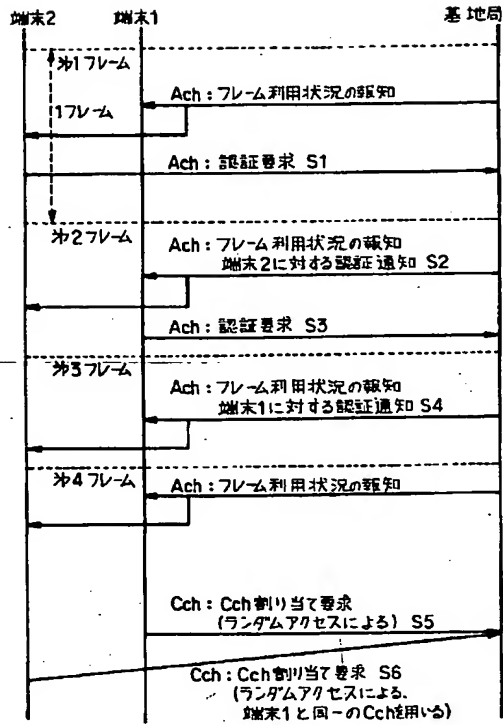 端末2
端末1
基地局
第1フレーム
Ach:フレーム利用状況の報知
1フレーム
Ach:認証要求 S1
第2フレーム
Ach:フレーム利用状況の報知
端末2に対する認証通知 S2
Ach:認証要求 S3
第3フレーム
Ach:フレーム利用状況の報知
端末1に対する認証通知 S4
第4フレーム
Ach:フレーム利用状況の報知
Cch:Cch割り当て要求
(ランダムアクセスによる) S5
Cch:Cch割り当て要求 S6
(ランダムアクセスによる、
端末1と同一のCchを用いる)